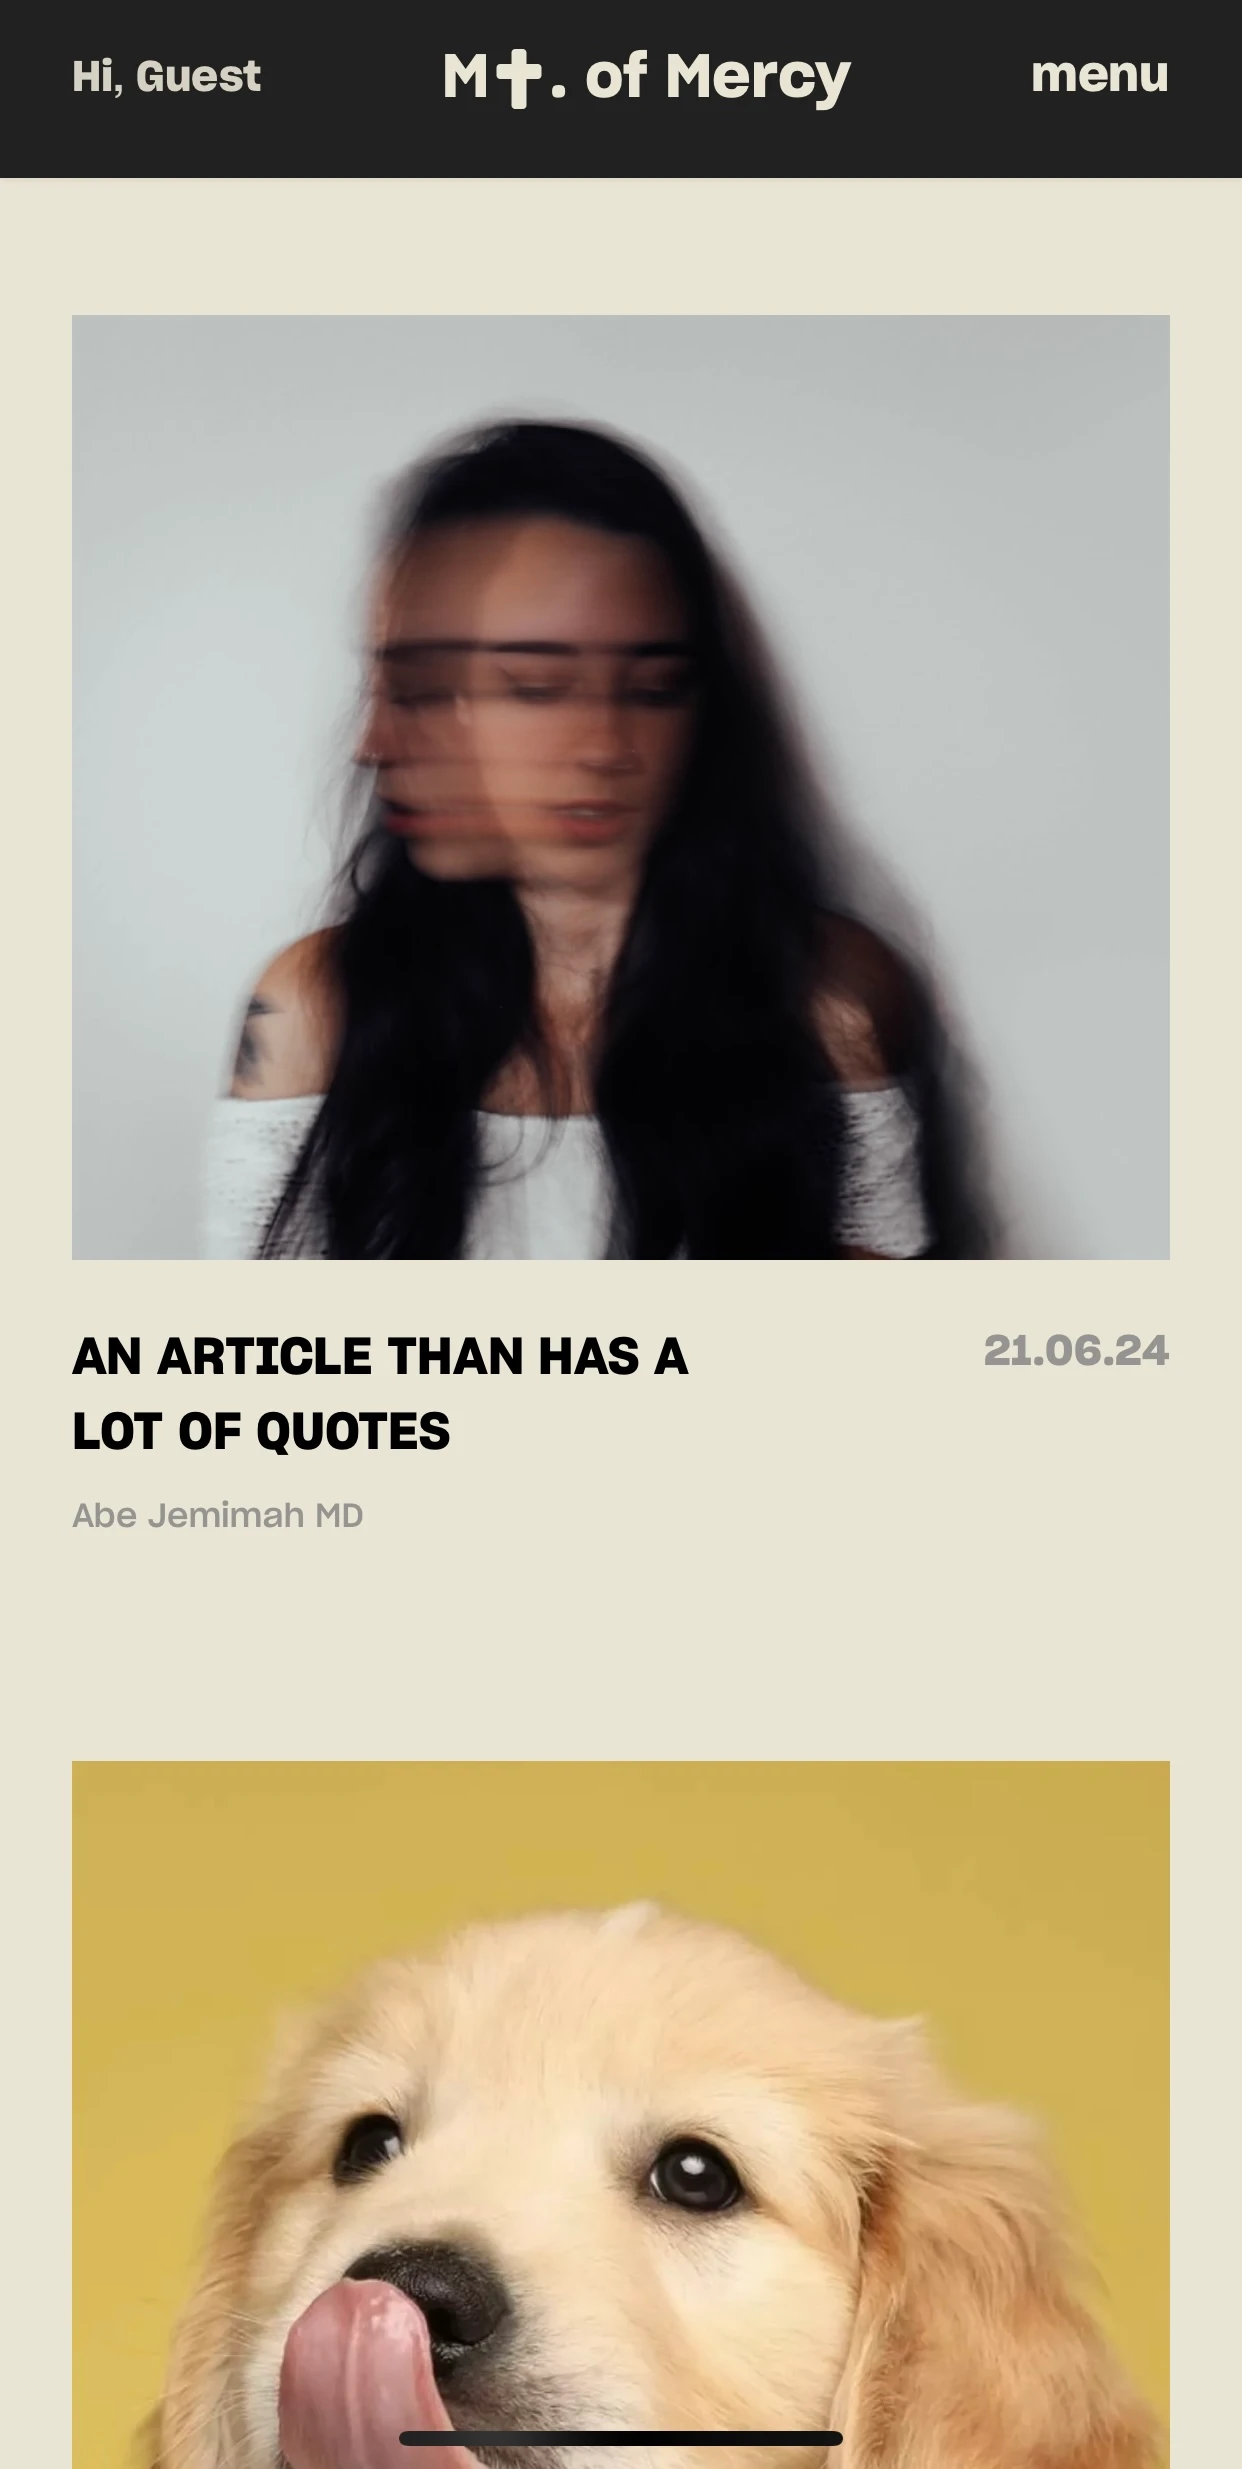 Hi, Guest
M✝. of Mercy
menu
AN ARTICLE THAN HAS A
LOT OF QUOTES
21.06.24
Abe Jemimah MD